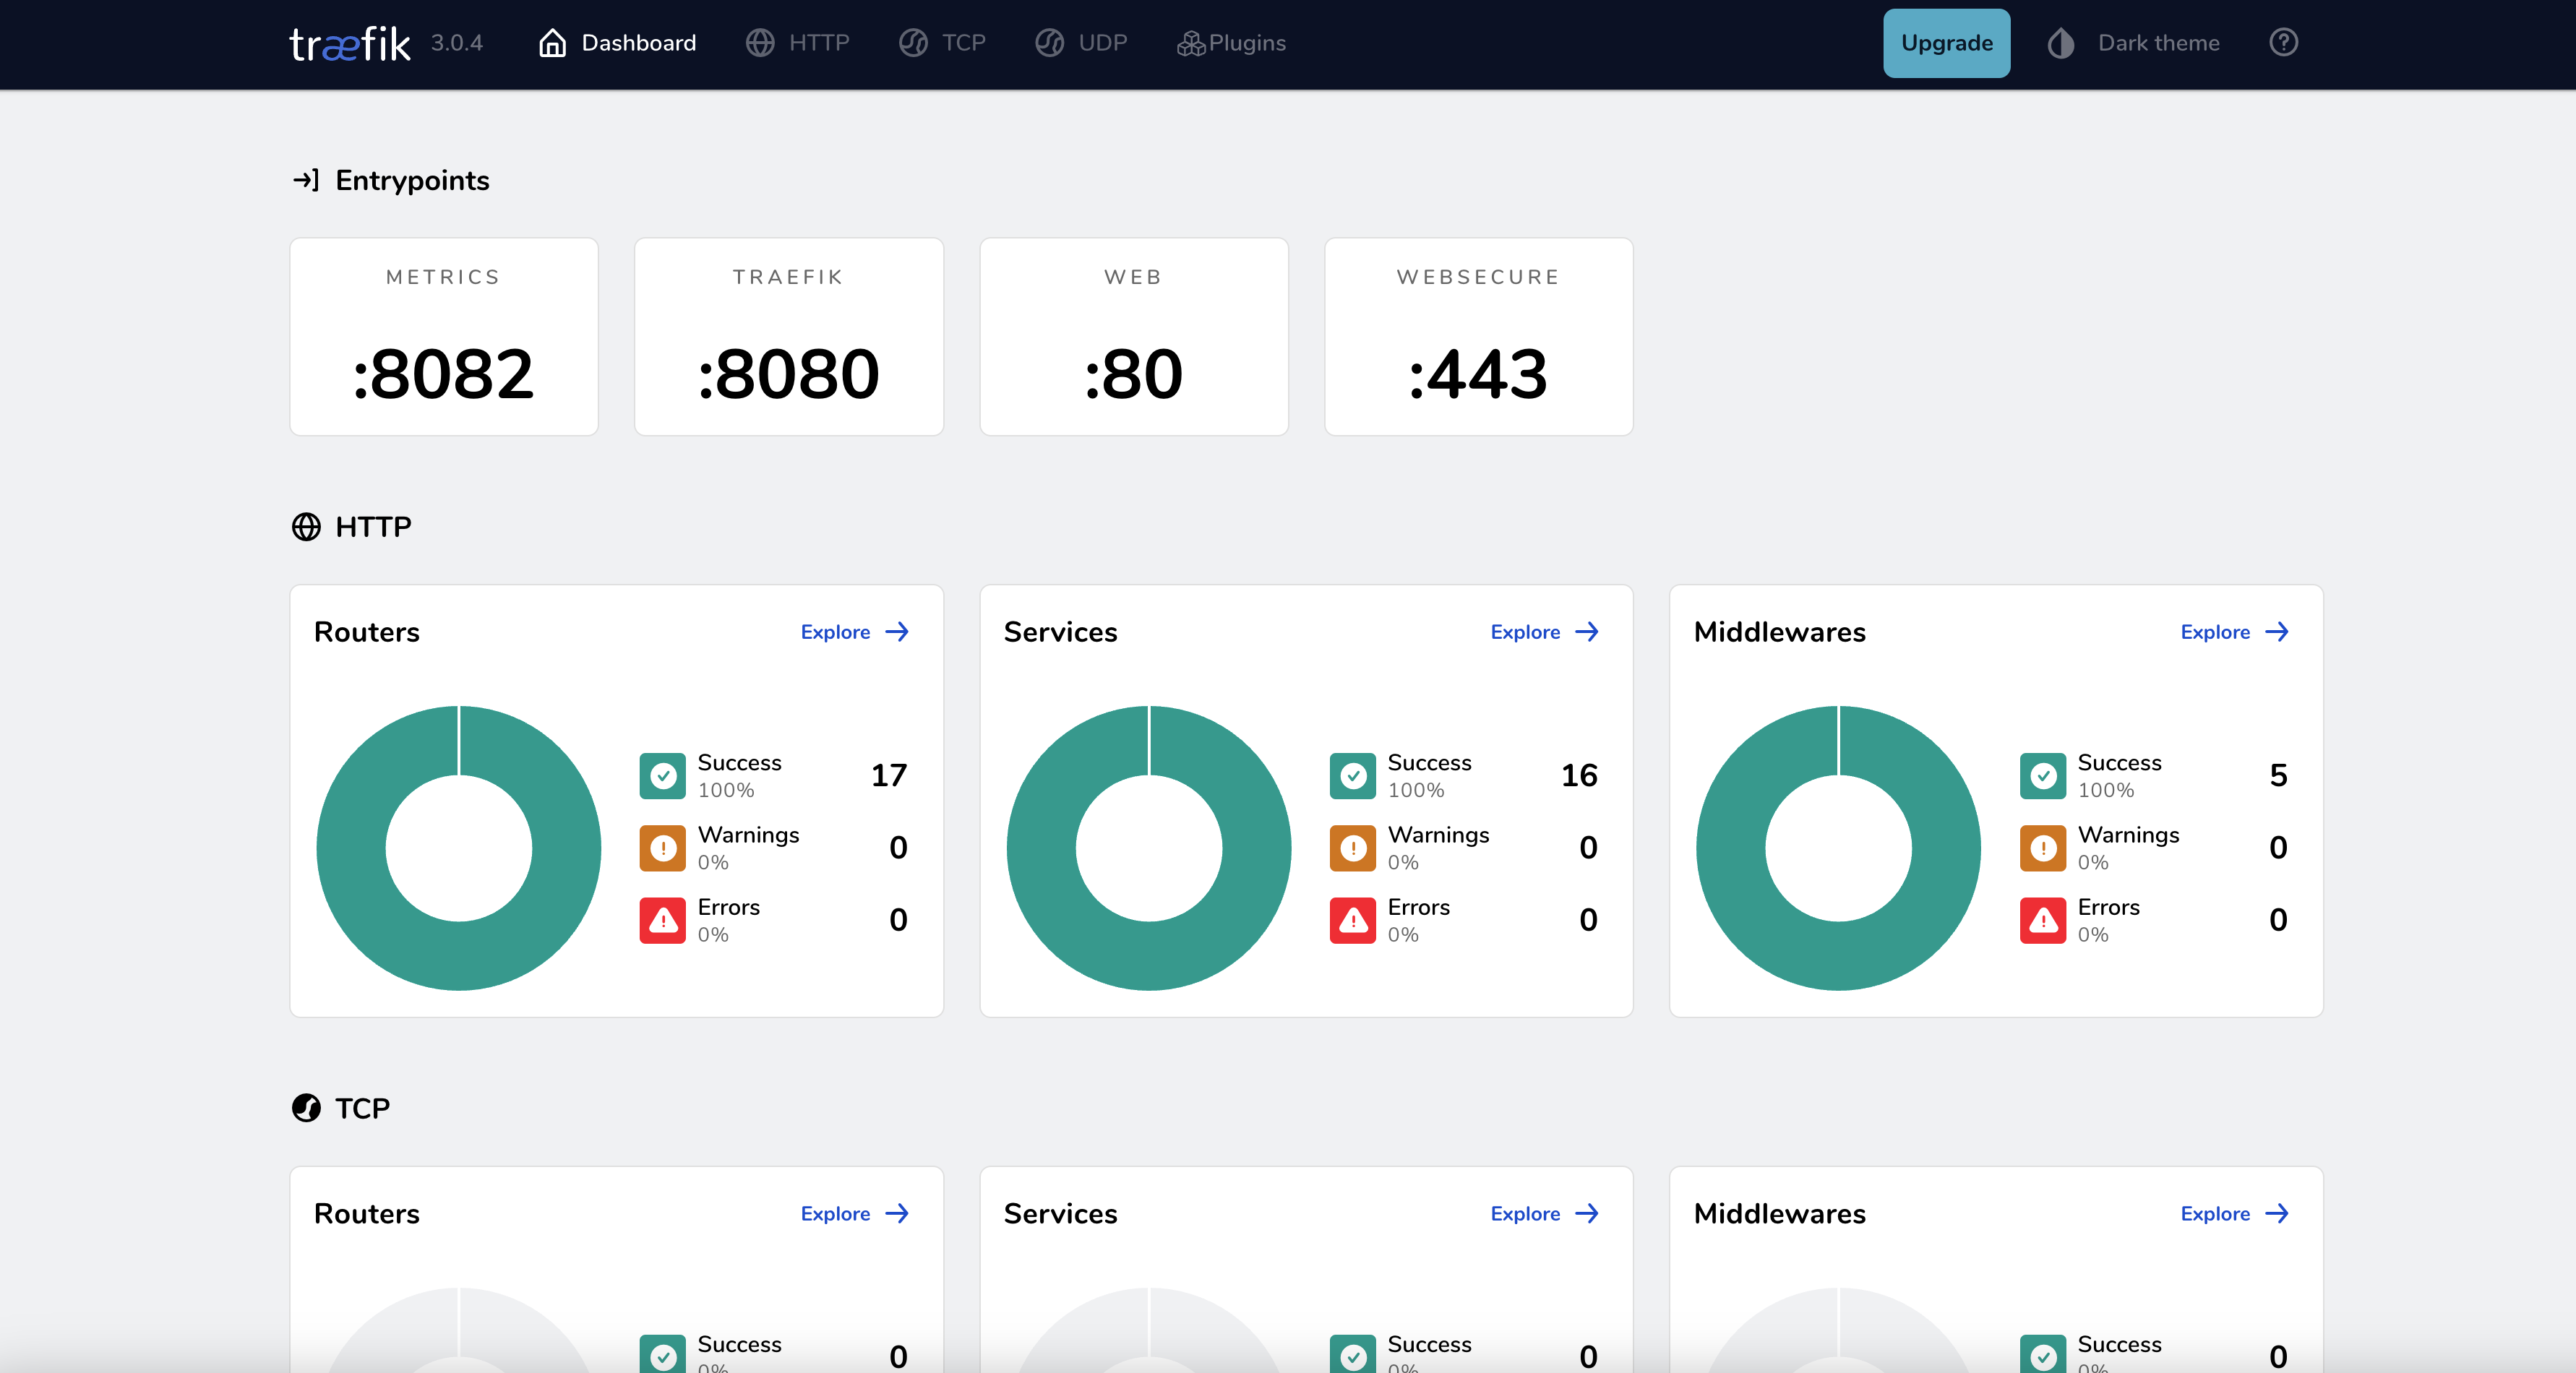 træfik 3.0.4 Dashboard HTTP TCP UDP Plugins Upgrade Dark theme
Entrypoints
METRICS
:8082
TRAEFIK
:8080
WEB
:80
WEBSECURE
:443
HTTP
Routers Explore
Success 17
100%
Warnings 0
0%
Errors 0
0%
Services Explore
Success 16
100%
Warnings 0
0%
Errors 0
0%
Middlewares Explore
Success 5
100%
Warnings 0
0%
Errors 0
0%
TCP
Routers Explore
Success 0
0%
Services Explore
Success 0
0%
Middlewares Explore
Success 0
0%